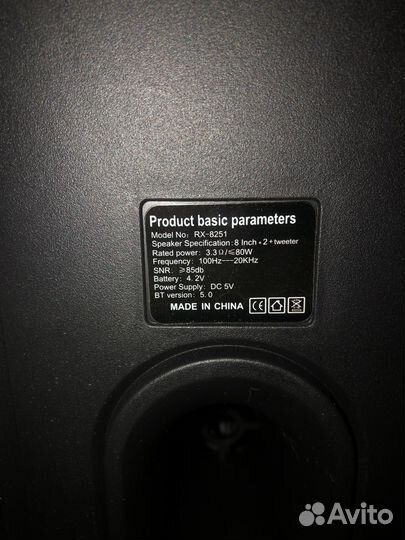 Product basic parameters
Model No: RX-8251
Speaker Specification: 8 Inch*2+tweeter
Rated power: 3.3Ω/≤80W
Frequency: 100Hz---20KHz
SNR: ≥85db
Battery: 4.2V
Power Supply: DC 5V
BT version: 5.0
MADE IN CHINA
Avito